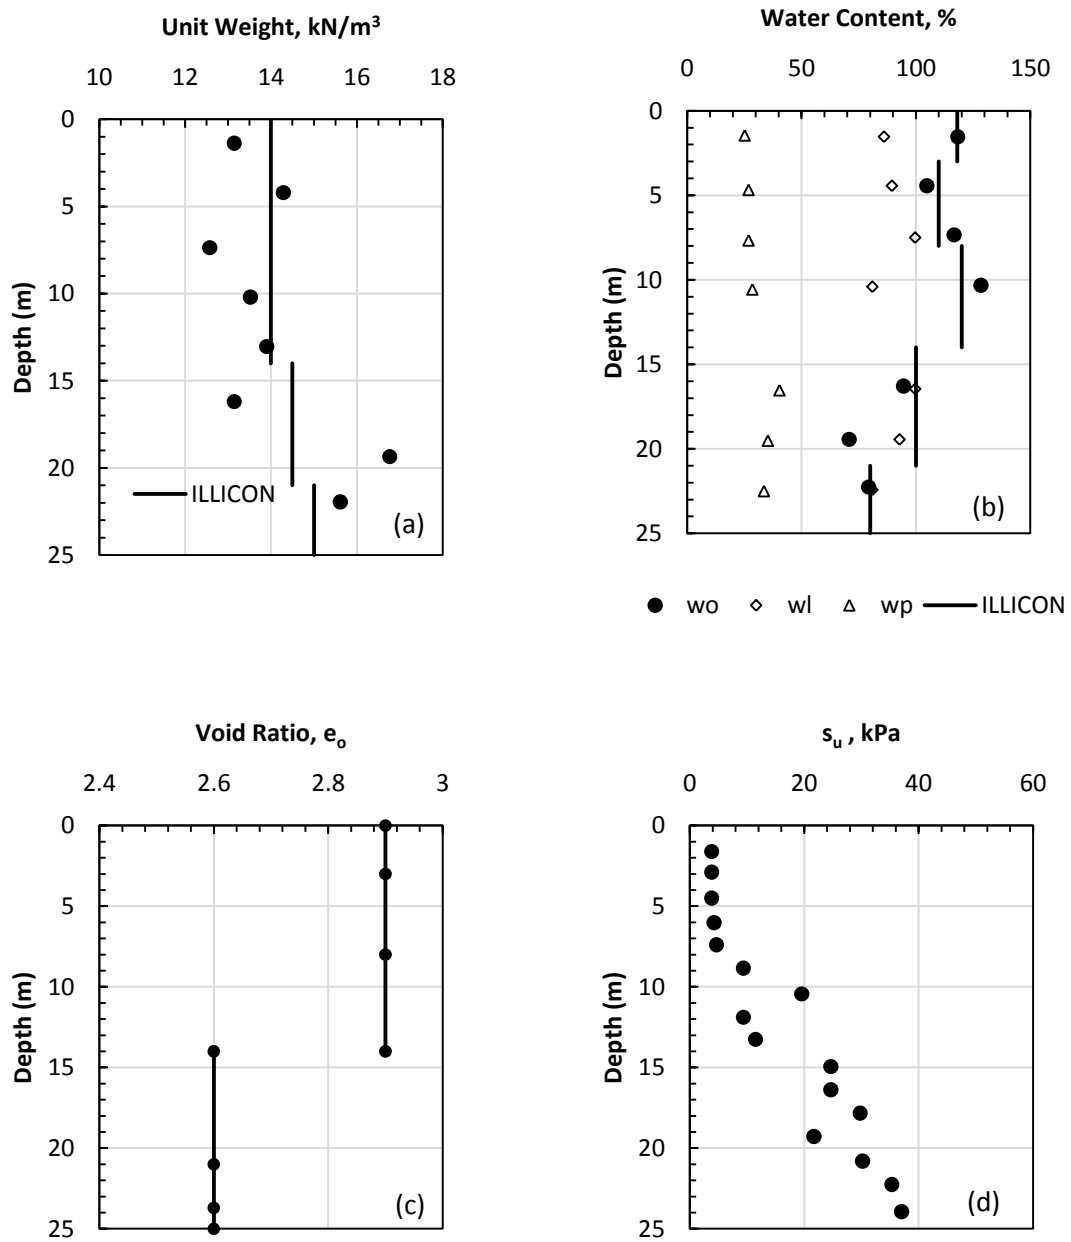 Unit Weight, kN/m³
10 12 14 16 18
0
5
10
15
20
25
Depth (m)
ILLICON
(a)
Water Content, %
0 50 100 150
0
5
10
15
20
25
Depth (m)
(b)
wo wl wp ILLICON
Void Ratio, eₒ
2.4 2.6 2.8 3
0
5
10
15
20
25
Depth (m)
(c)
sᵤ , kPa
0 20 40 60
0
5
10
15
20
25
Depth (m)
(d)